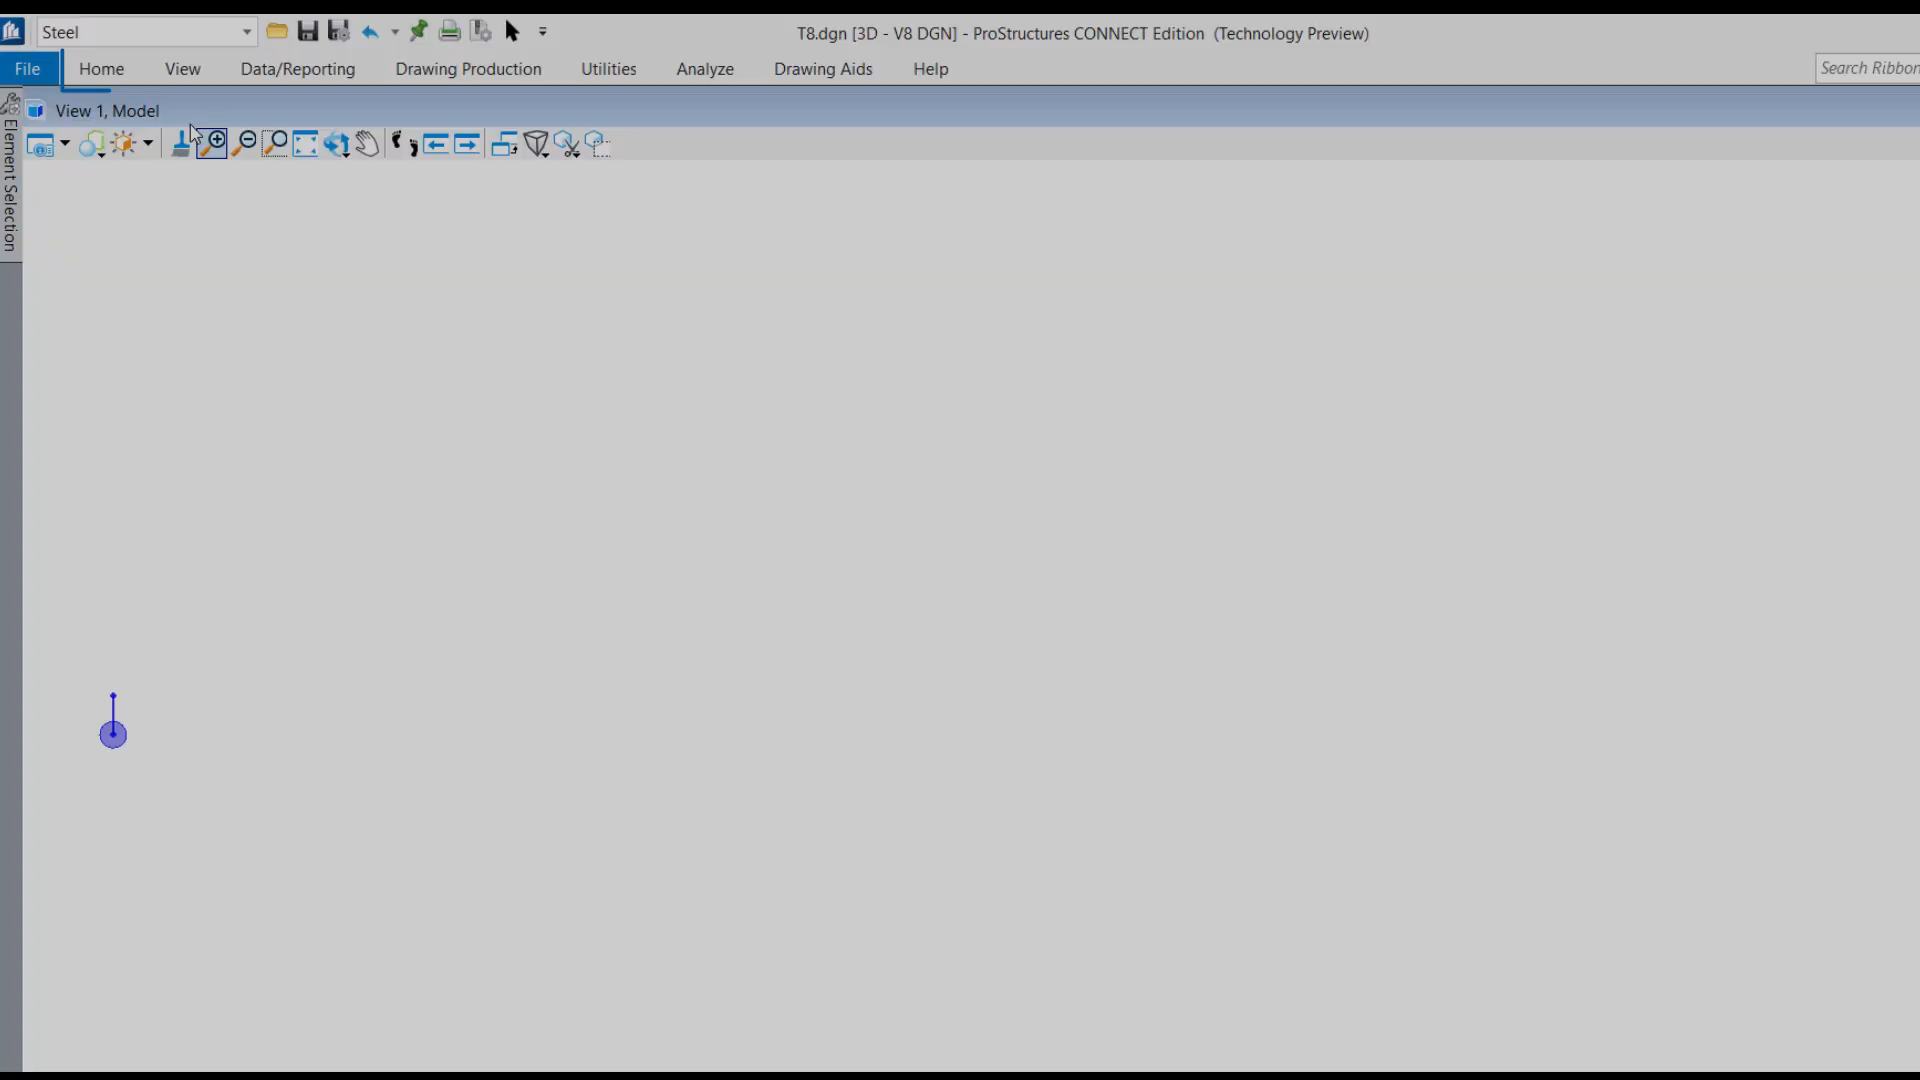 Steel
T8.dgn [3D - V8 DGN] - ProStructures CONNECT Edition (Technology Preview)
File Home View Data/Reporting Drawing Production Utilities Analyze Drawing Aids Help
Search Ribbon
View 1, Model
Element Selection